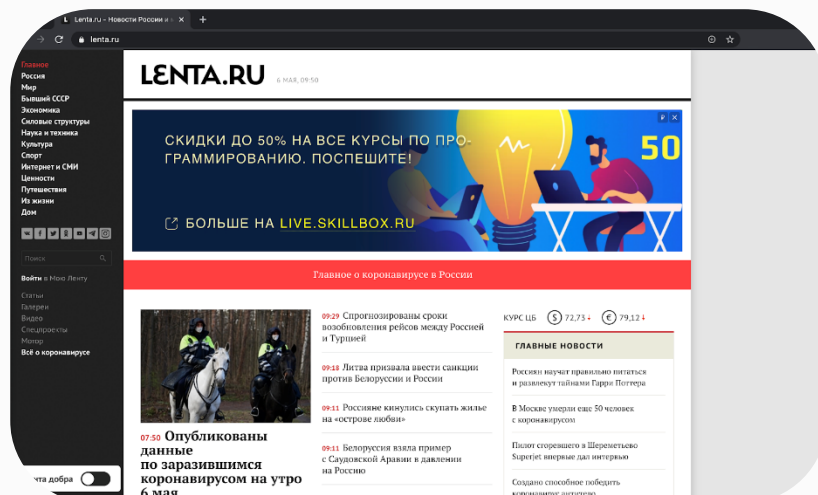 Lenta.ru - Новости России и
lenta.ru
Главное
Россия
Мир
Бывший СССР
Экономика
Силовые структуры
Наука и техника
Культура
Спорт
Интернет и СМИ
Ценности
Путешествия
Из жизни
Дом
Поиск
Войти в Мою Ленту
Статьи
Галереи
Видео
Спецпроекты
Мотор
Всё о коронавирусе
добра
LENTA.RU
6 МАЯ, 09:50
СКИДКИ ДО 50% НА ВСЕ КУРСЫ ПО ПРО-
ГРАММИРОВАНИЮ. ПОСПЕШИТЕ!
50
БОЛЬШЕ НА LIVE.SKILLBOX.RU
Главное о коронавирусе в России
07:50 Опубликованы
данные
по заразившимся
коронавирусом на утро
6 мая
09:29 Спрогнозированы сроки
возобновления рейсов между Россией
и Турцией
09:18 Литва призвала ввести санкции
против Белоруссии и России
09:11 Россияне кинулись скупать жилье
на «острове любви»
09:11 Белоруссия взяла пример
с Саудовской Аравии в давлении
на Россию
КУРС ЦБ $ 72,73 € 79,12
ГЛАВНЫЕ НОВОСТИ
Россиян научат правильно питаться
и развлекут тайнами Гарри Поттера
В Москве умерли еще 50 человек
с коронавирусом
Пилот сгоревшего в Шереметьево
Superjet впервые дал интервью
Создано способное победить
коронавирус антитело